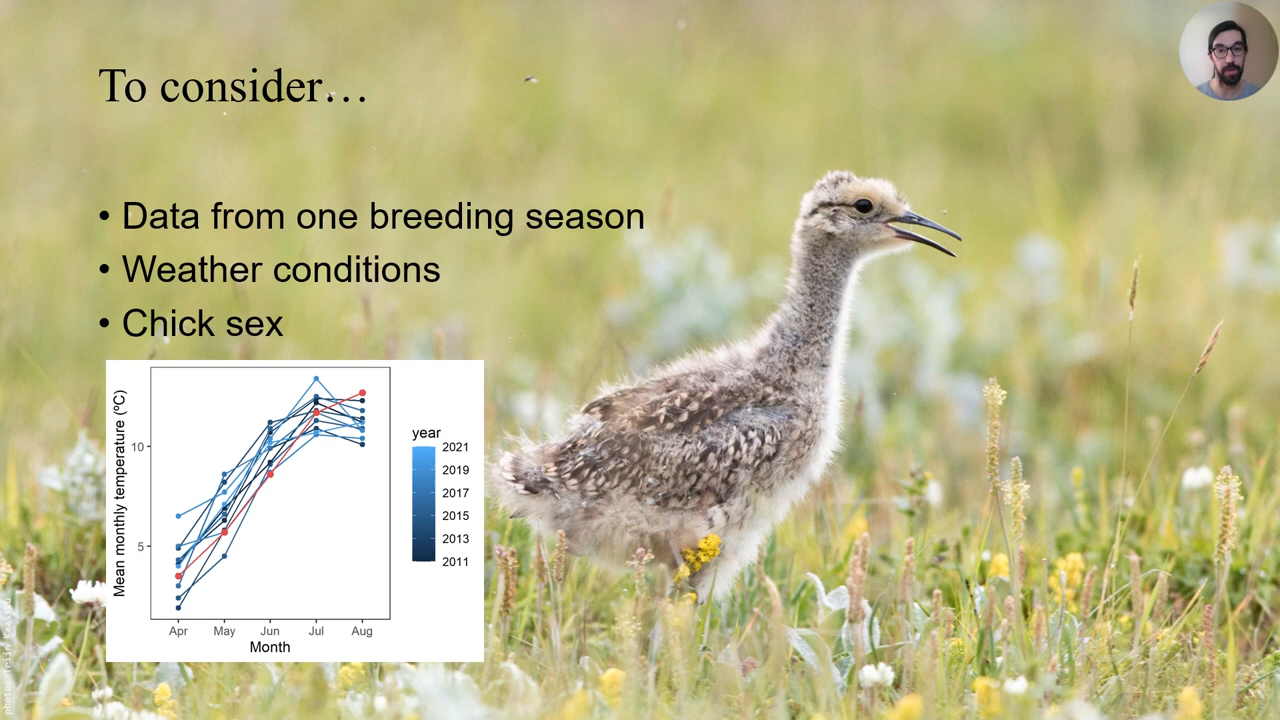 To consider…
• Data from one breeding season
• Weather conditions
• Chick sex
Mean monthly temperature (ºC)
10
5
Apr May Jun Jul Aug
Month
year
2021
2019
2017
2015
2013
2011